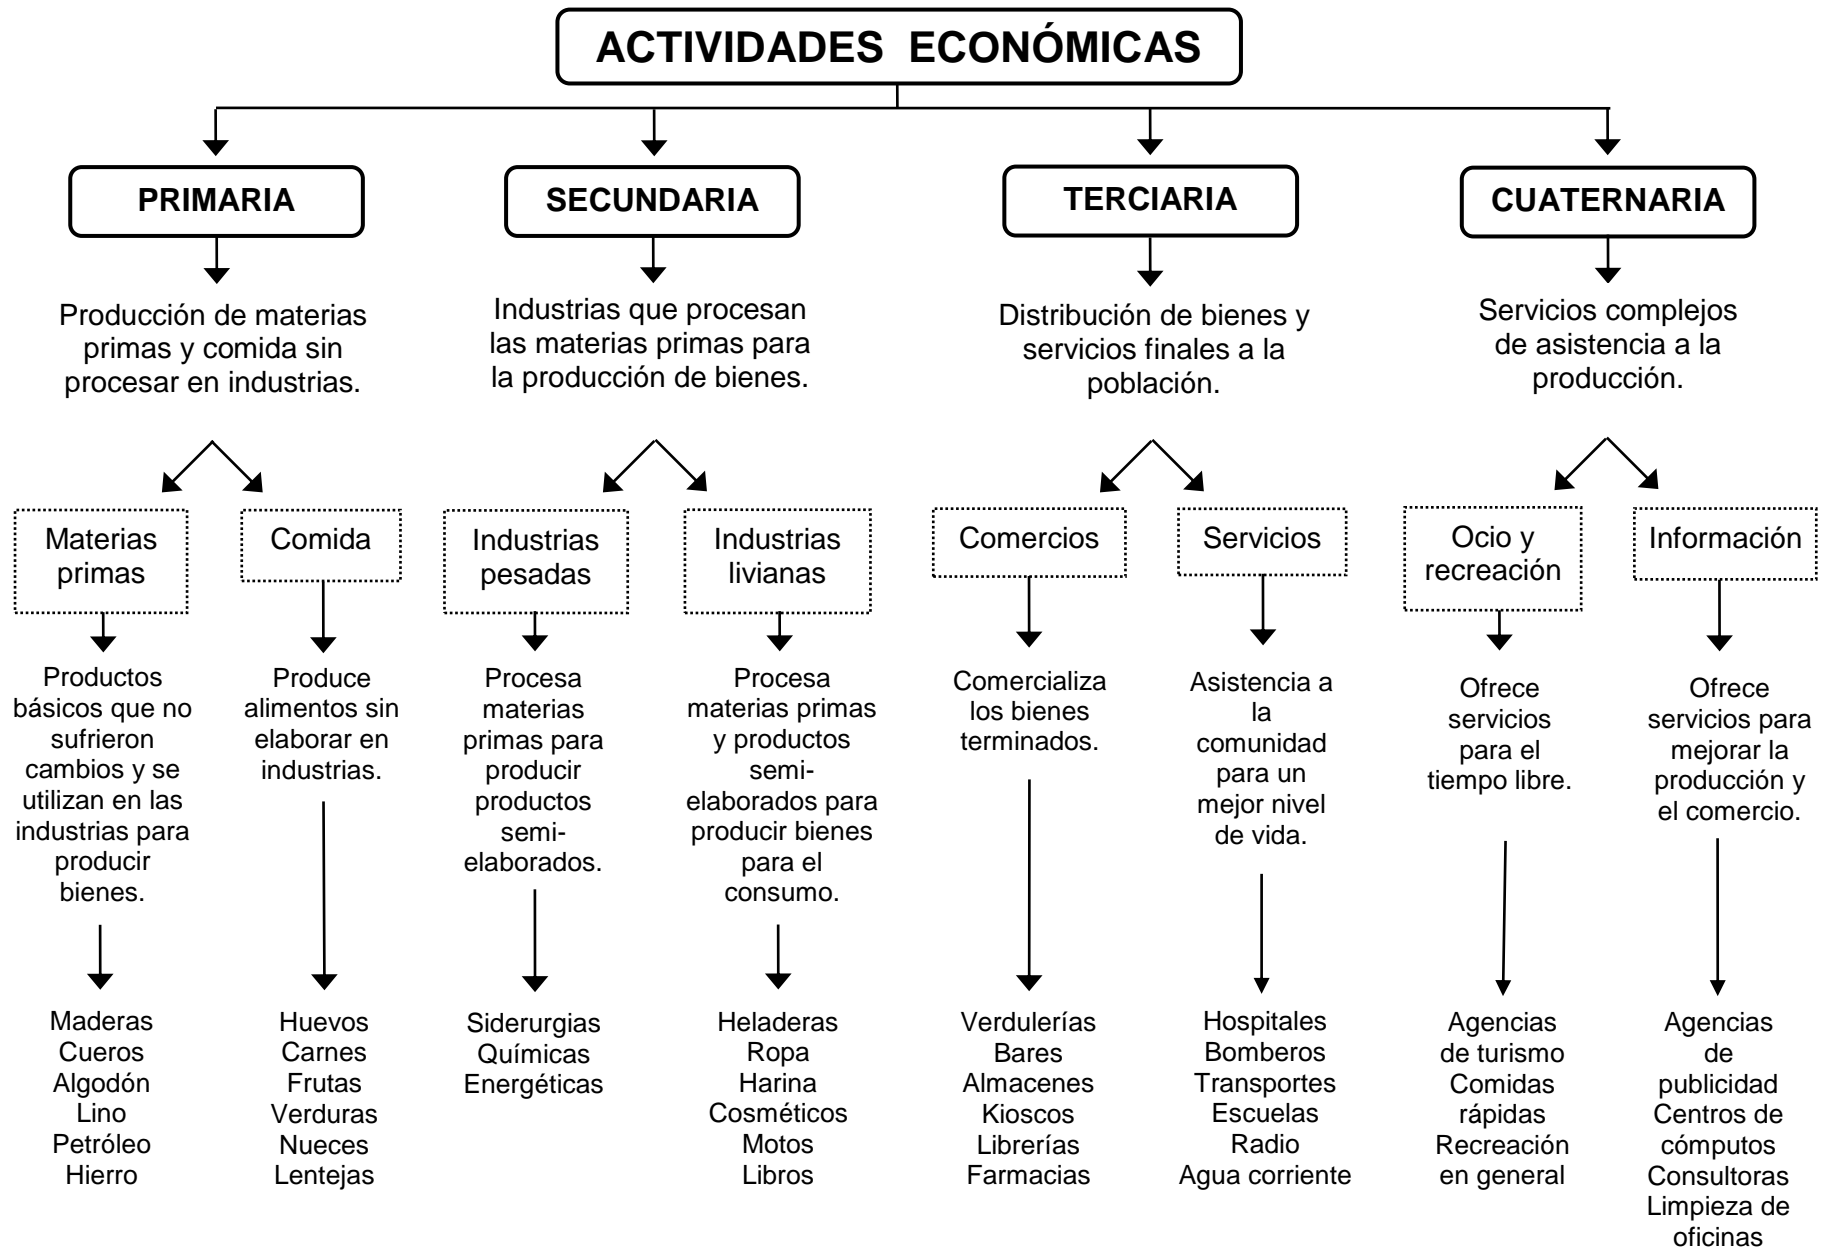 ACTIVIDADES ECONÓMICAS
PRIMARIA
SECUNDARIA
TERCIARIA
CUATERNARIA
Producción de materias
primas y comida sin
procesar en industrias.
Industrias que procesan
las materias primas para
la producción de bienes.
Distribución de bienes y
servicios finales a la
población.
Servicios complejos
de asistencia a la
producción.
Materias
primas
Comida
Industrias
pesadas
Industrias
livianas
Comercios
Servicios
Ocio y
recreación
Información
Productos
básicos que no
sufrieron
cambios y se
utilizan en las
industrias para
producir
bienes.
Produce
alimentos sin
elaborar en
industrias.
Procesa
materias
primas para
producir
productos
semi-
elaborados.
Procesa
materias primas
y productos
semi-
elaborados para
producir bienes
para el
consumo.
Comercializa
los bienes
terminados.
Asistencia a
la
comunidad
para un
mejor nivel
de vida.
Ofrece
servicios
para el
tiempo libre.
Ofrece
servicios para
mejorar la
producción y
el comercio.
Maderas
Cueros
Algodón
Lino
Petróleo
Hierro
Huevos
Carnes
Frutas
Verduras
Nueces
Lentejas
Siderurgias
Químicas
Energéticas
Heladeras
Ropa
Harina
Cosméticos
Motos
Libros
Verdulerías
Bares
Almacenes
Kioscos
Librerías
Farmacias
Hospitales
Bomberos
Transportes
Escuelas
Radio
Agua corriente
Agencias
de turismo
Comidas
rápidas
Recreación
en general
Agencias
de
publicidad
Centros de
cómputos
Consultoras
Limpieza de
oficinas